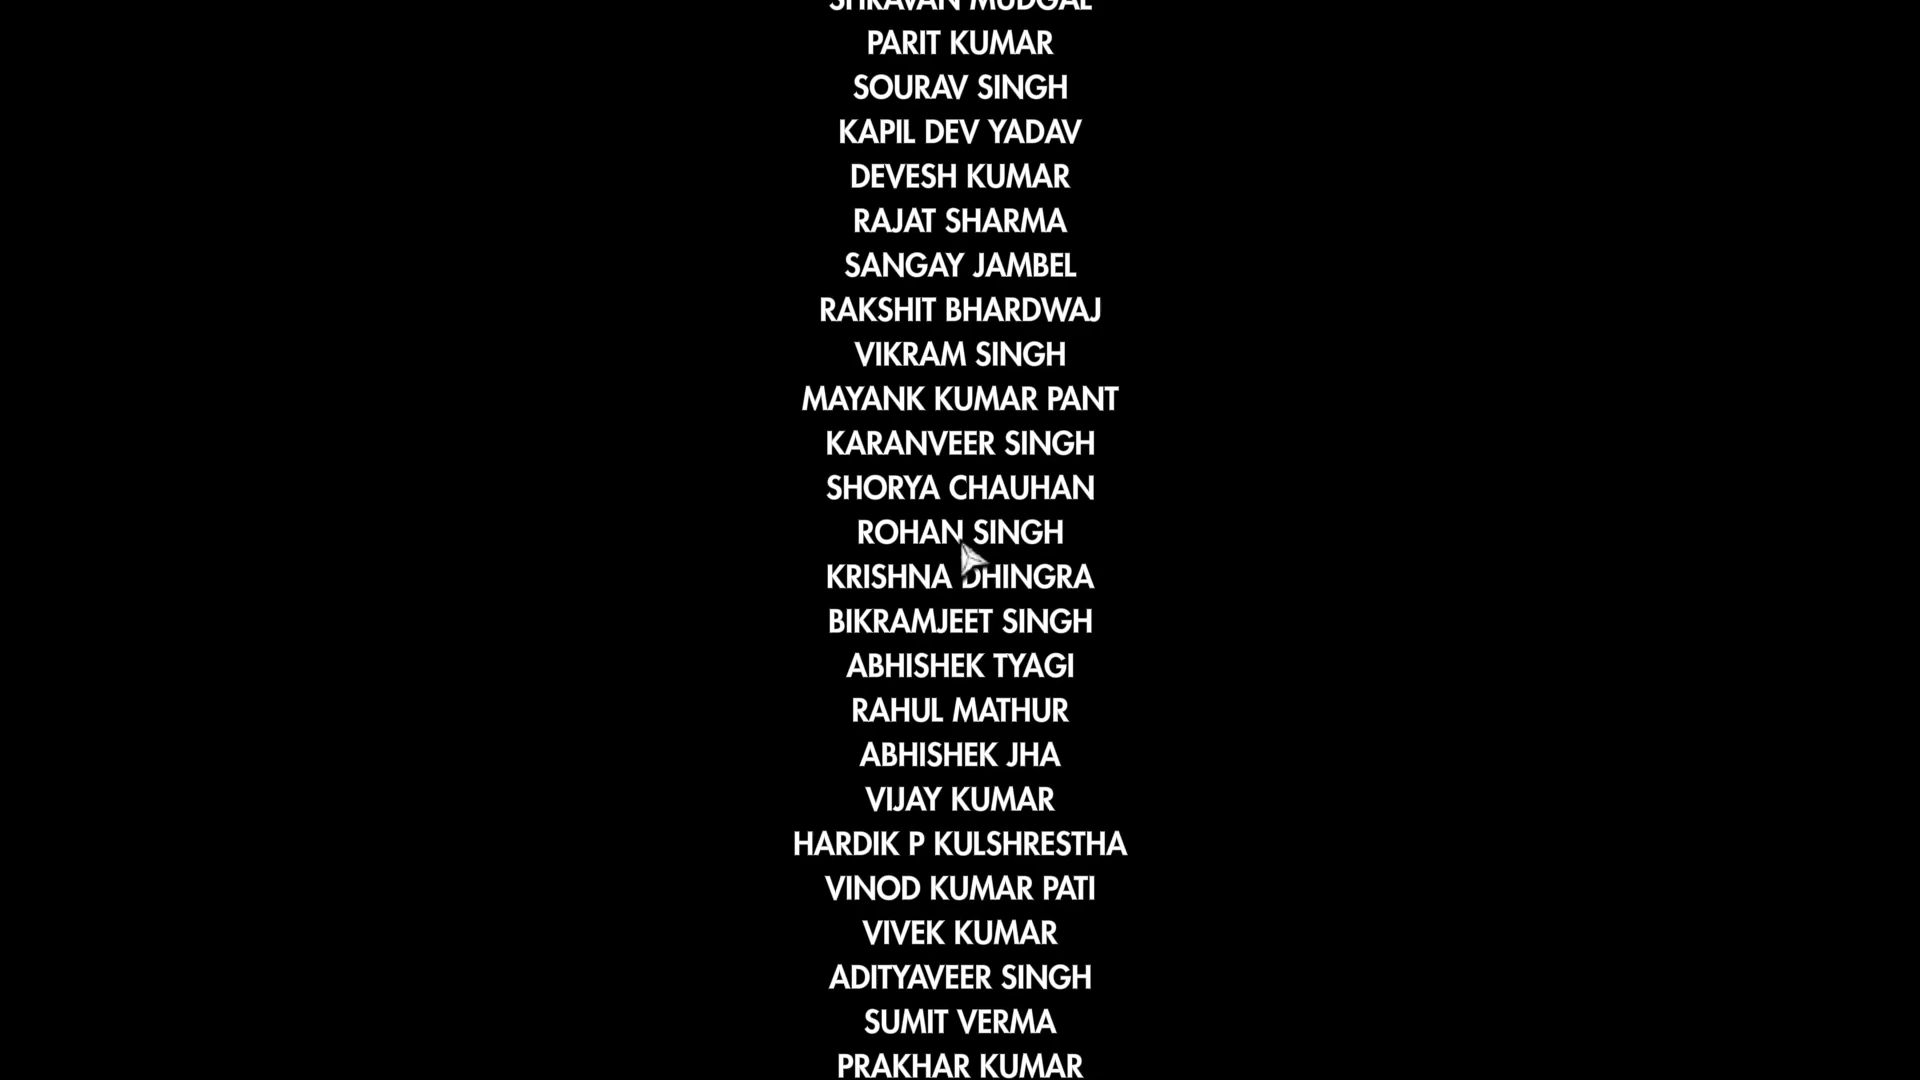 SHRAVAN MUDGAL
PARIT KUMAR
SOURAV SINGH
KAPIL DEV YADAV
DEVESH KUMAR
RAJAT SHARMA
SANGAY JAMBEL
RAKSHIT BHARDWAJ
VIKRAM SINGH
MAYANK KUMAR PANT
KARANVEER SINGH
SHORYA CHAUHAN
ROHAN SINGH
KRISHNA DHINGRA
BIKRAMJEET SINGH
ABHISHEK TYAGI
RAHUL MATHUR
ABHISHEK JHA
VIJAY KUMAR
HARDIK P KULSHRESTHA
VINOD KUMAR PATI
VIVEK KUMAR
ADITYAVEER SINGH
SUMIT VERMA
PRAKHAR KUMAR